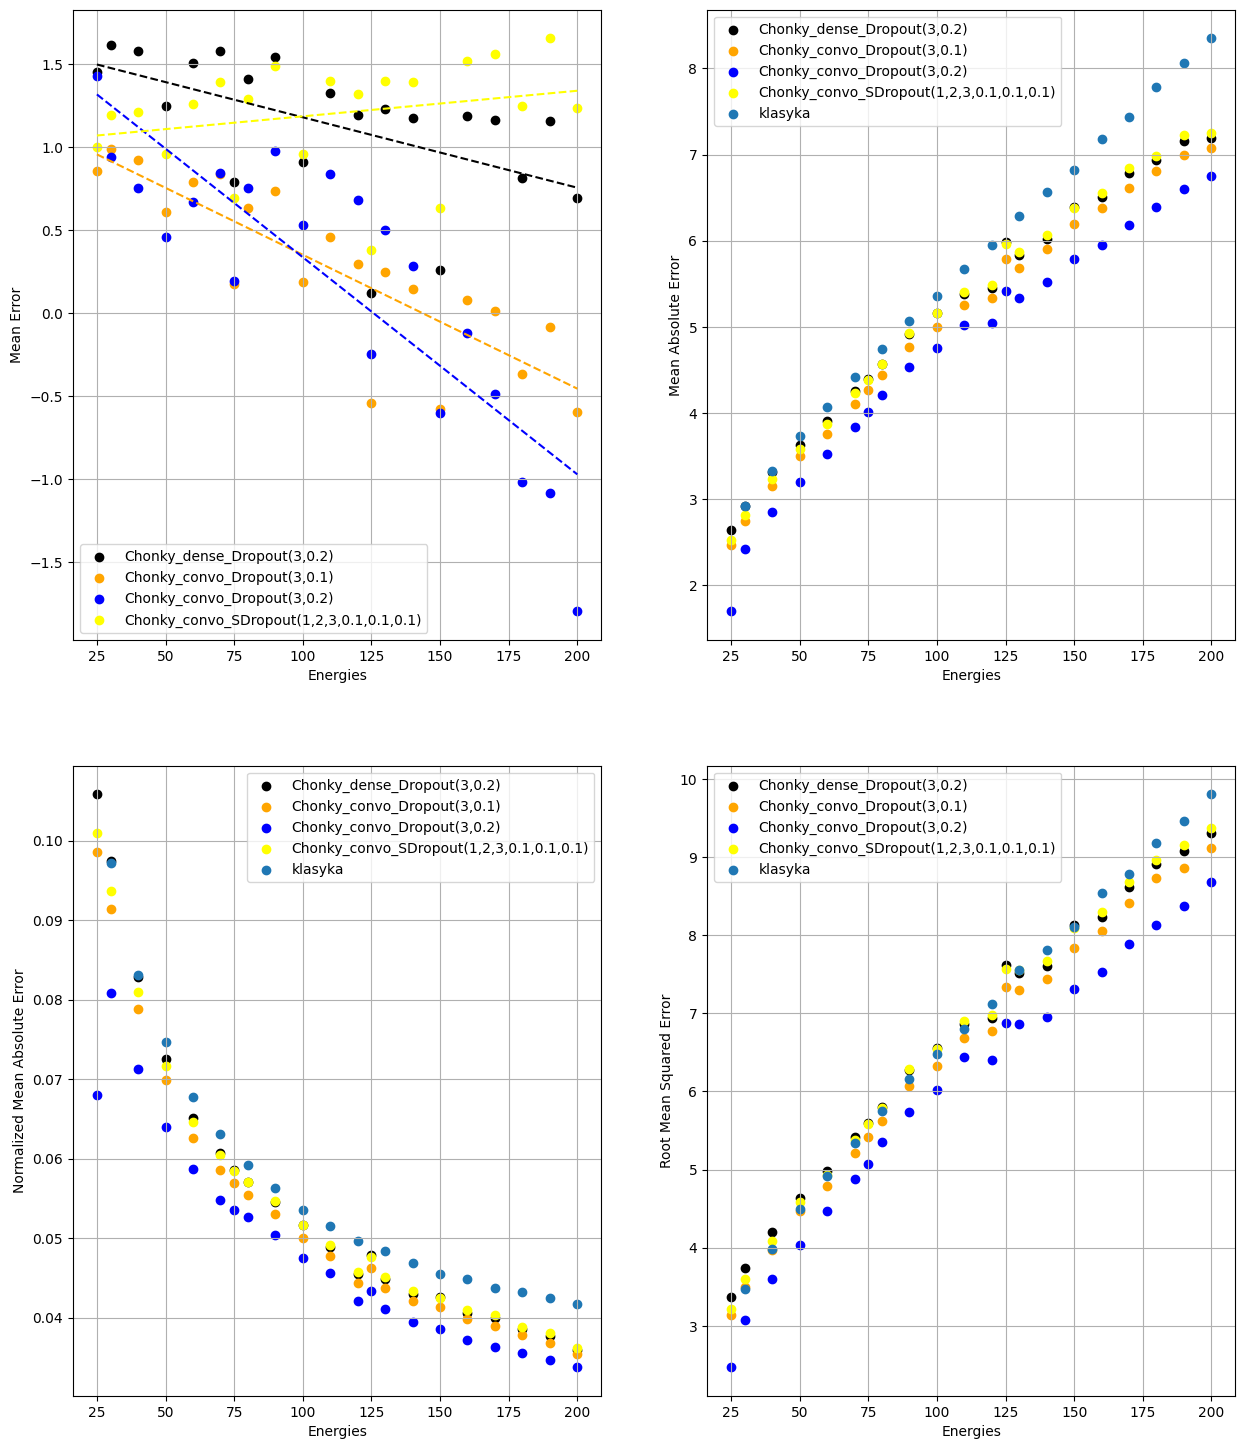 Mean Error
1.5
1.0
0.5
0.0
−0.5
−1.0
−1.5
Chonky_dense_Dropout(3,0.2)
Chonky_convo_Dropout(3,0.1)
Chonky_convo_Dropout(3,0.2)
Chonky_convo_SDropout(1,2,3,0.1,0.1,0.1)
25 50 75 100 125 150 175 200
Energies
Mean Absolute Error
8
7
6
5
4
3
2
Chonky_dense_Dropout(3,0.2)
Chonky_convo_Dropout(3,0.1)
Chonky_convo_Dropout(3,0.2)
Chonky_convo_SDropout(1,2,3,0.1,0.1,0.1)
klasyka
25 50 75 100 125 150 175 200
Energies
Normalized Mean Absolute Error
0.10
0.09
0.08
0.07
0.06
0.05
0.04
Chonky_dense_Dropout(3,0.2)
Chonky_convo_Dropout(3,0.1)
Chonky_convo_Dropout(3,0.2)
Chonky_convo_SDropout(1,2,3,0.1,0.1,0.1)
klasyka
25 50 75 100 125 150 175 200
Energies
Root Mean Squared Error
10
9
8
7
6
5
4
3
Chonky_dense_Dropout(3,0.2)
Chonky_convo_Dropout(3,0.1)
Chonky_convo_Dropout(3,0.2)
Chonky_convo_SDropout(1,2,3,0.1,0.1,0.1)
klasyka
25 50 75 100 125 150 175 200
Energies